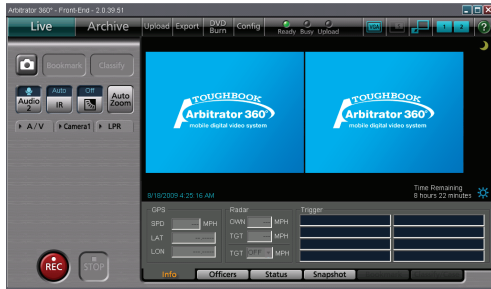 Arbitrator 360° - Front-End - 2.0.39.51
Live Archive Upload Export DVD Burn Config Ready Busy Upload 1 2 ?
Bookmark Classify
Audio 2 Auto IR Off Auto Zoom
A / V Camera1 LPR
TOUGHBOOK TOUGHBOOK
Arbitrator 360° Arbitrator 360°
mobile digital video system mobile digital video system
8/18/2009 4:25:16 AM
Time Remaining
8 hours 22 minutes
GPS Radar Trigger
SPD --- MPH OWN --- MPH
LAT TGT --- MPH
LON TGT OFF MPH
REC STOP
Info Officers Status Snapshot